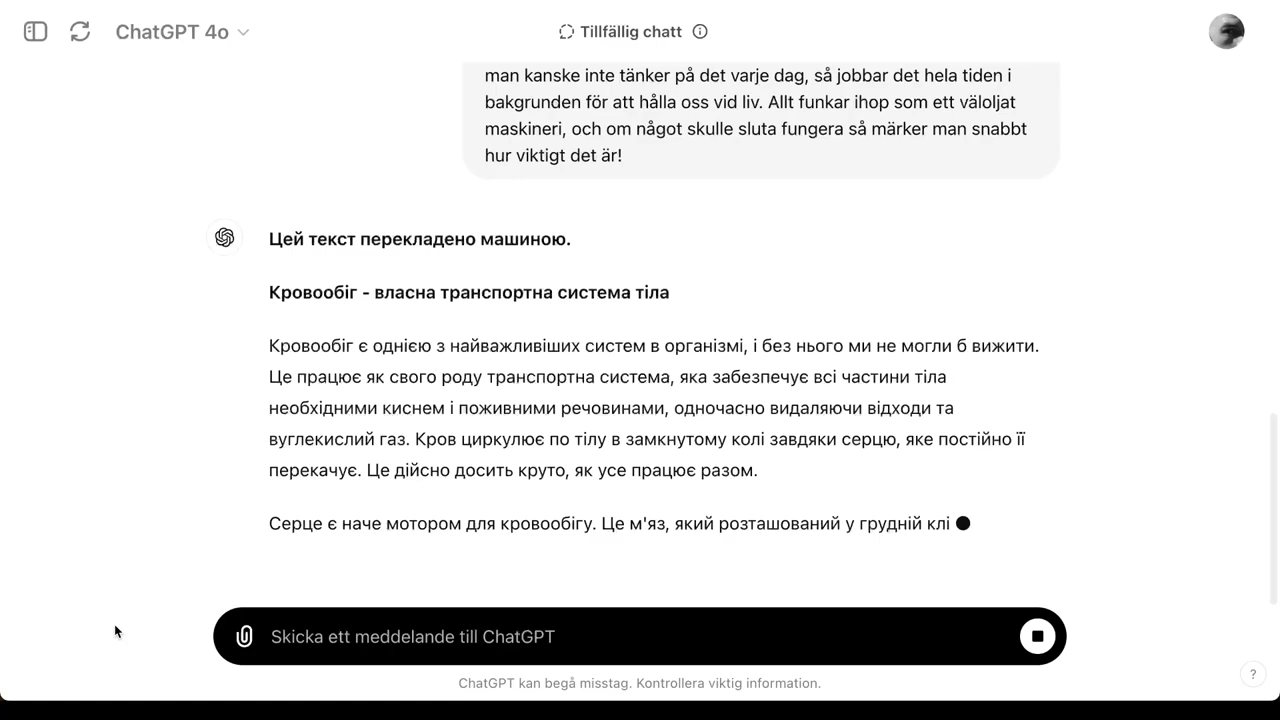 ChatGPT 4o
Tillfällig chatt
man kanske inte tänker på det varje dag, så jobbar det hela tiden i
bakgrunden för att hålla oss vid liv. Allt funkar ihop som ett väloljat
maskineri, och om något skulle sluta fungera så märker man snabbt
hur viktigt det är!
Цей текст перекладено машиною.
Кровообіг - власна транспортна система тіла
Кровообіг є однією з найважливіших систем в організмі, і без нього ми не могли б вижити.
Це працює як свого роду транспортна система, яка забезпечує всі частини тіла
необхідними киснем і поживними речовинами, одночасно видаляючи відходи та
вуглекислий газ. Кров циркулює по тілу в замкнутому колі завдяки серцю, яке постійно її
перекачує. Це дійсно досить круто, як усе працює разом.
Серце є наче мотором для кровообігу. Це м'яз, який розташований у грудній клі
Skicka ett meddelande till ChatGPT
ChatGPT kan begå misstag. Kontrollera viktig information.
?